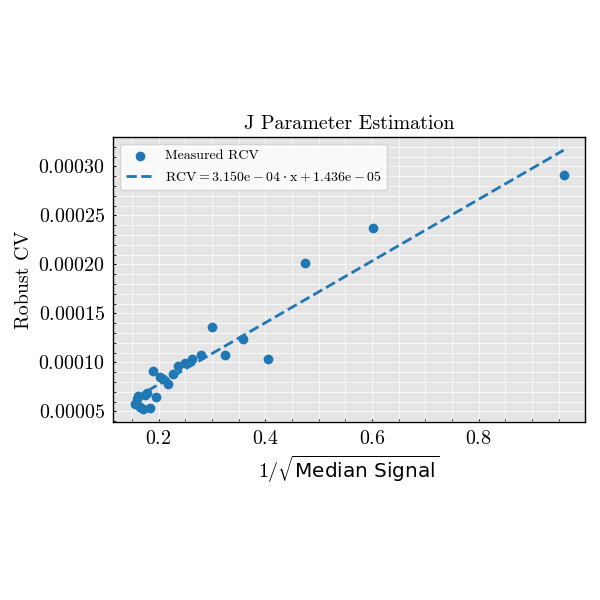 J Parameter Estimation
Measured RCV
RCV = 3.150e − 04 · x + 1.436e − 05
0.00030
0.00025
0.00020
0.00015
0.00010
0.00005
Robust CV
0.2 0.4 0.6 0.8
1/√Median Signal